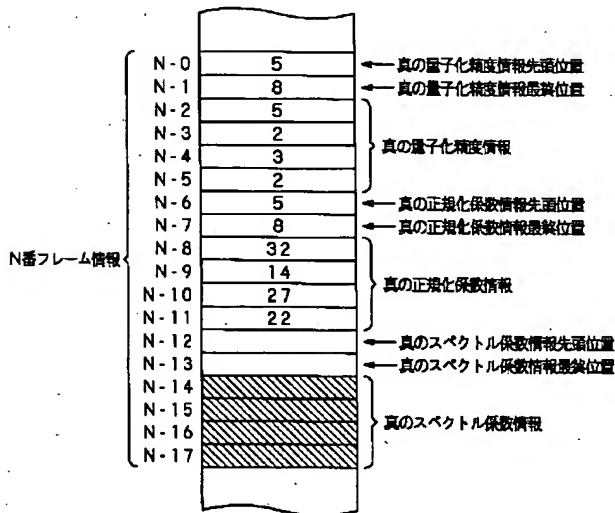 N-0 5 真の量子化精度情報先頭位置
N-1 8 真の量子化精度情報最終位置
N-2 5
N-3 2
真の量子化精度情報
N-4 3
N-5 2
N-6 5 真の正規化係数情報先頭位置
N-7 8 真の正規化係数情報最終位置
N番フレーム情報
N-8 32
N-9 14
真の正規化係数情報
N-10 27
N-11 22
N-12 真のスペクトル係数情報先頭位置
N-13 真のスペクトル係数情報最終位置
N-14
N-15
真のスペクトル係数情報
N-16
N-17